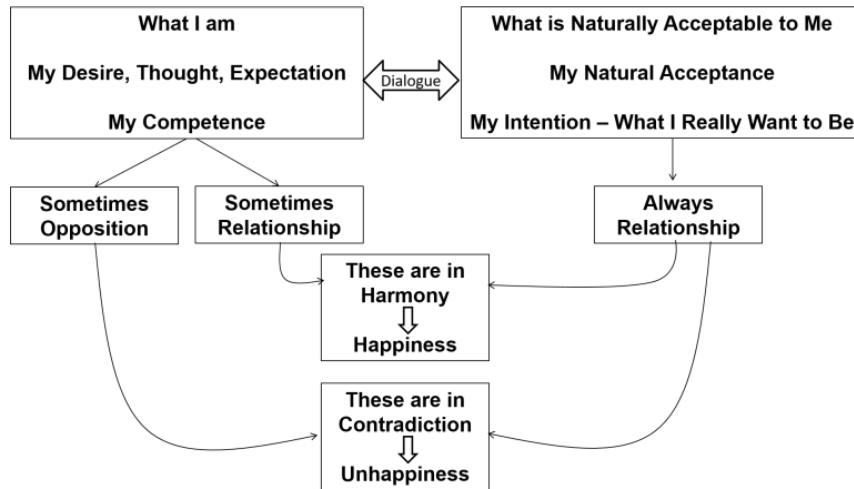 What I am
My Desire, Thought, Expectation
My Competence
Dialogue
What is Naturally Acceptable to Me
My Natural Acceptance
My Intention – What I Really Want to Be
Sometimes
Opposition
Sometimes
Relationship
Always
Relationship
These are in
Harmony
Happiness
These are in
Contradiction
Unhappiness